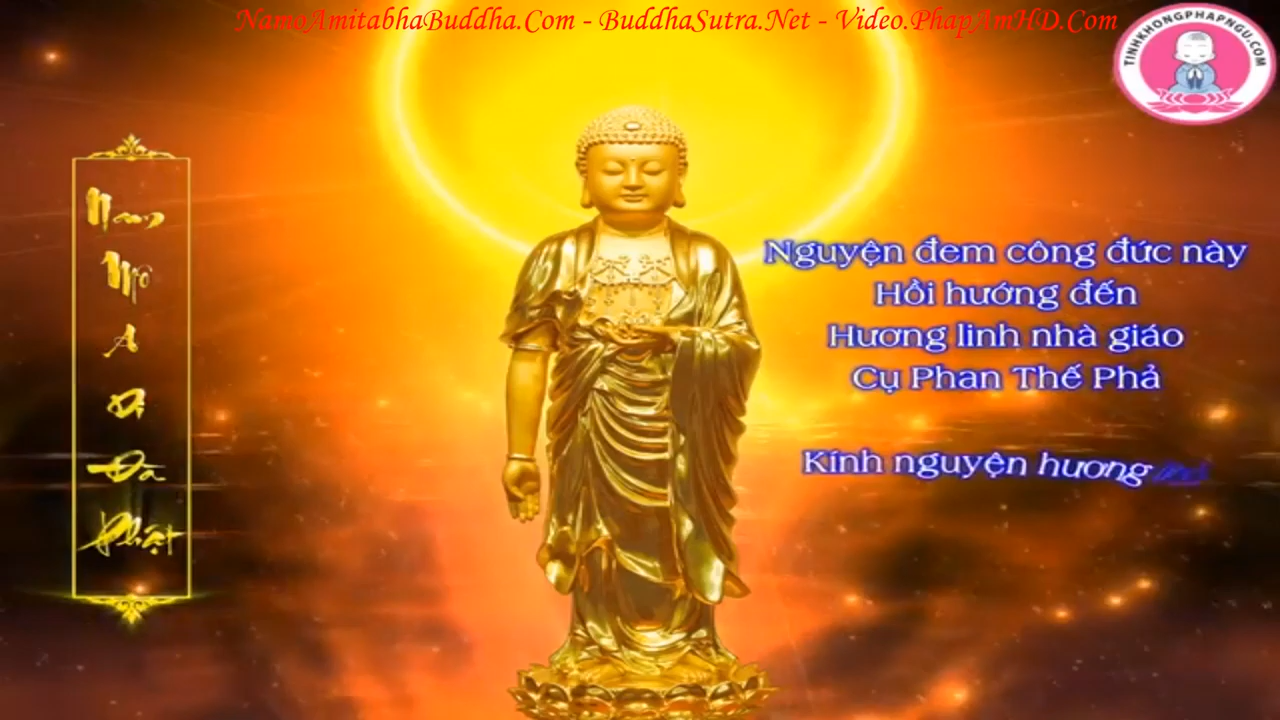 NamoAmitabhaBuddha.Com - BuddhaSutra.Net - Video.PhapAmHD.Com
TINHKHONGPHAPNGU.COM
Nam
Mô
A
Di
Đà
Phật
Nguyện đem công đức này
Hồi hướng đến
Hương linh nhà giáo
Cụ Phan Thế Phả
Kính nguyện hương